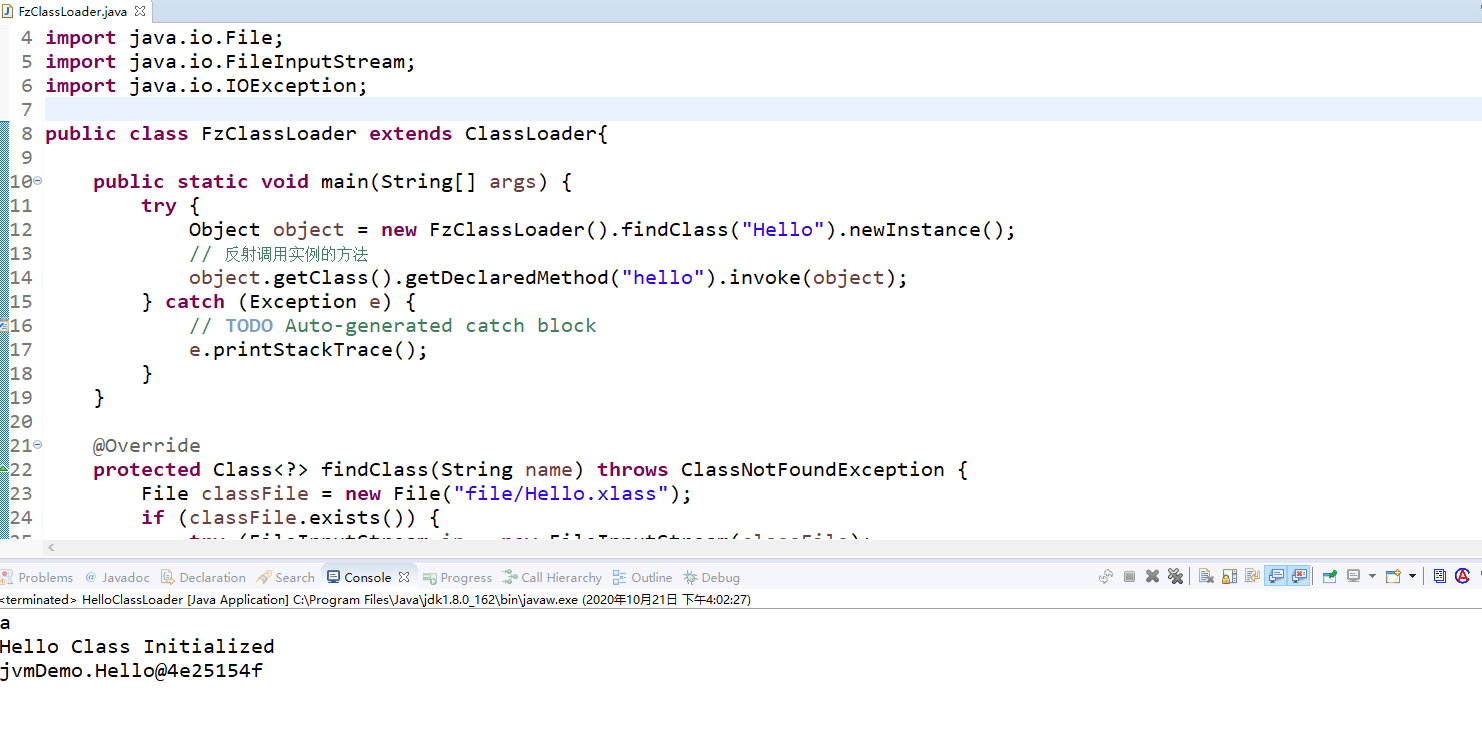 FzClassLoader.java
4 import java.io.File;
5 import java.io.FileInputStream;
6 import java.io.IOException;
7
8 public class FzClassLoader extends ClassLoader{
9
10 public static void main(String[] args) {
11 try {
12 Object object = new FzClassLoader().findClass("Hello").newInstance();
13 // 反射调用实例的方法
14 object.getClass().getDeclaredMethod("hello").invoke(object);
15 } catch (Exception e) {
16 // TODO Auto-generated catch block
17 e.printStackTrace();
18 }
19 }
20
21 @Override
22 protected Class<?> findClass(String name) throws ClassNotFoundException {
23 File classFile = new File("file/Hello.xlass");
24 if (classFile.exists()) {
Problems @ Javadoc Declaration Search Console Progress Call Hierarchy Outline Debug
<terminated> HelloClassLoader [Java Application] C:\Program Files\Java\jdk1.8.0_162\bin\javaw.exe (2020年10月21日 下午4:02:27)
a
Hello Class Initialized
jvmDemo.Hello@4e25154f